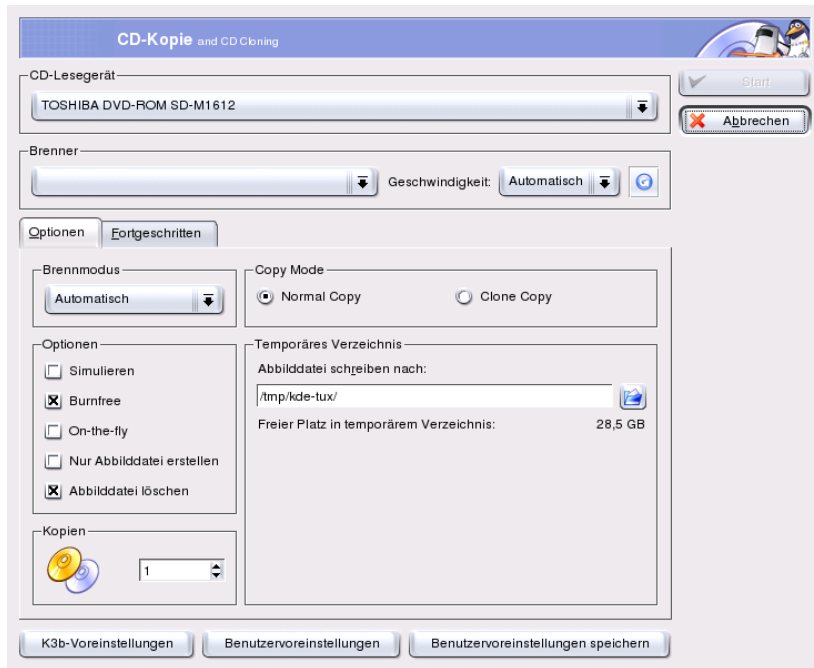 CD-Kopie and CD Cloning
CD-Lesegerät
TOSHIBA DVD-ROM SD-M1612
Start
Abbrechen
Brenner
Geschwindigkeit: Automatisch
Optionen Fortgeschritten
Brennmodus
Automatisch
Copy Mode
Normal Copy Clone Copy
Optionen
Simulieren
Burnfree
On-the-fly
Nur Abbilddatei erstellen
Abbilddatei löschen
Temporäres Verzeichnis
Abbilddatei schreiben nach:
/tmp/kde-tux/
Freier Platz in temporärem Verzeichnis: 28,5 GB
Kopien
1
K3b-Voreinstellungen Benutzervoreinstellungen Benutzervoreinstellungen speichern